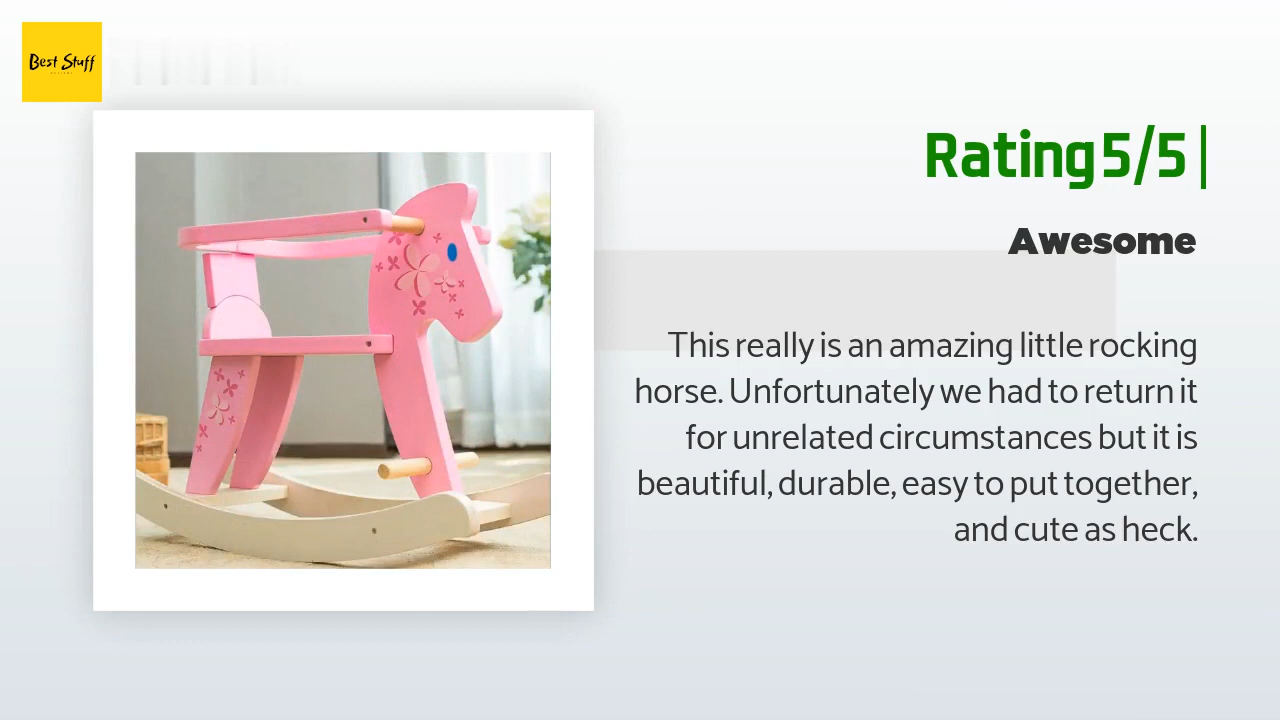 Best Stuff
Rating 5/5 |
Awesome
This really is an amazing little rocking
horse. Unfortunately we had to return it
for unrelated circumstances but it is
beautiful, durable, easy to put together,
and cute as heck.